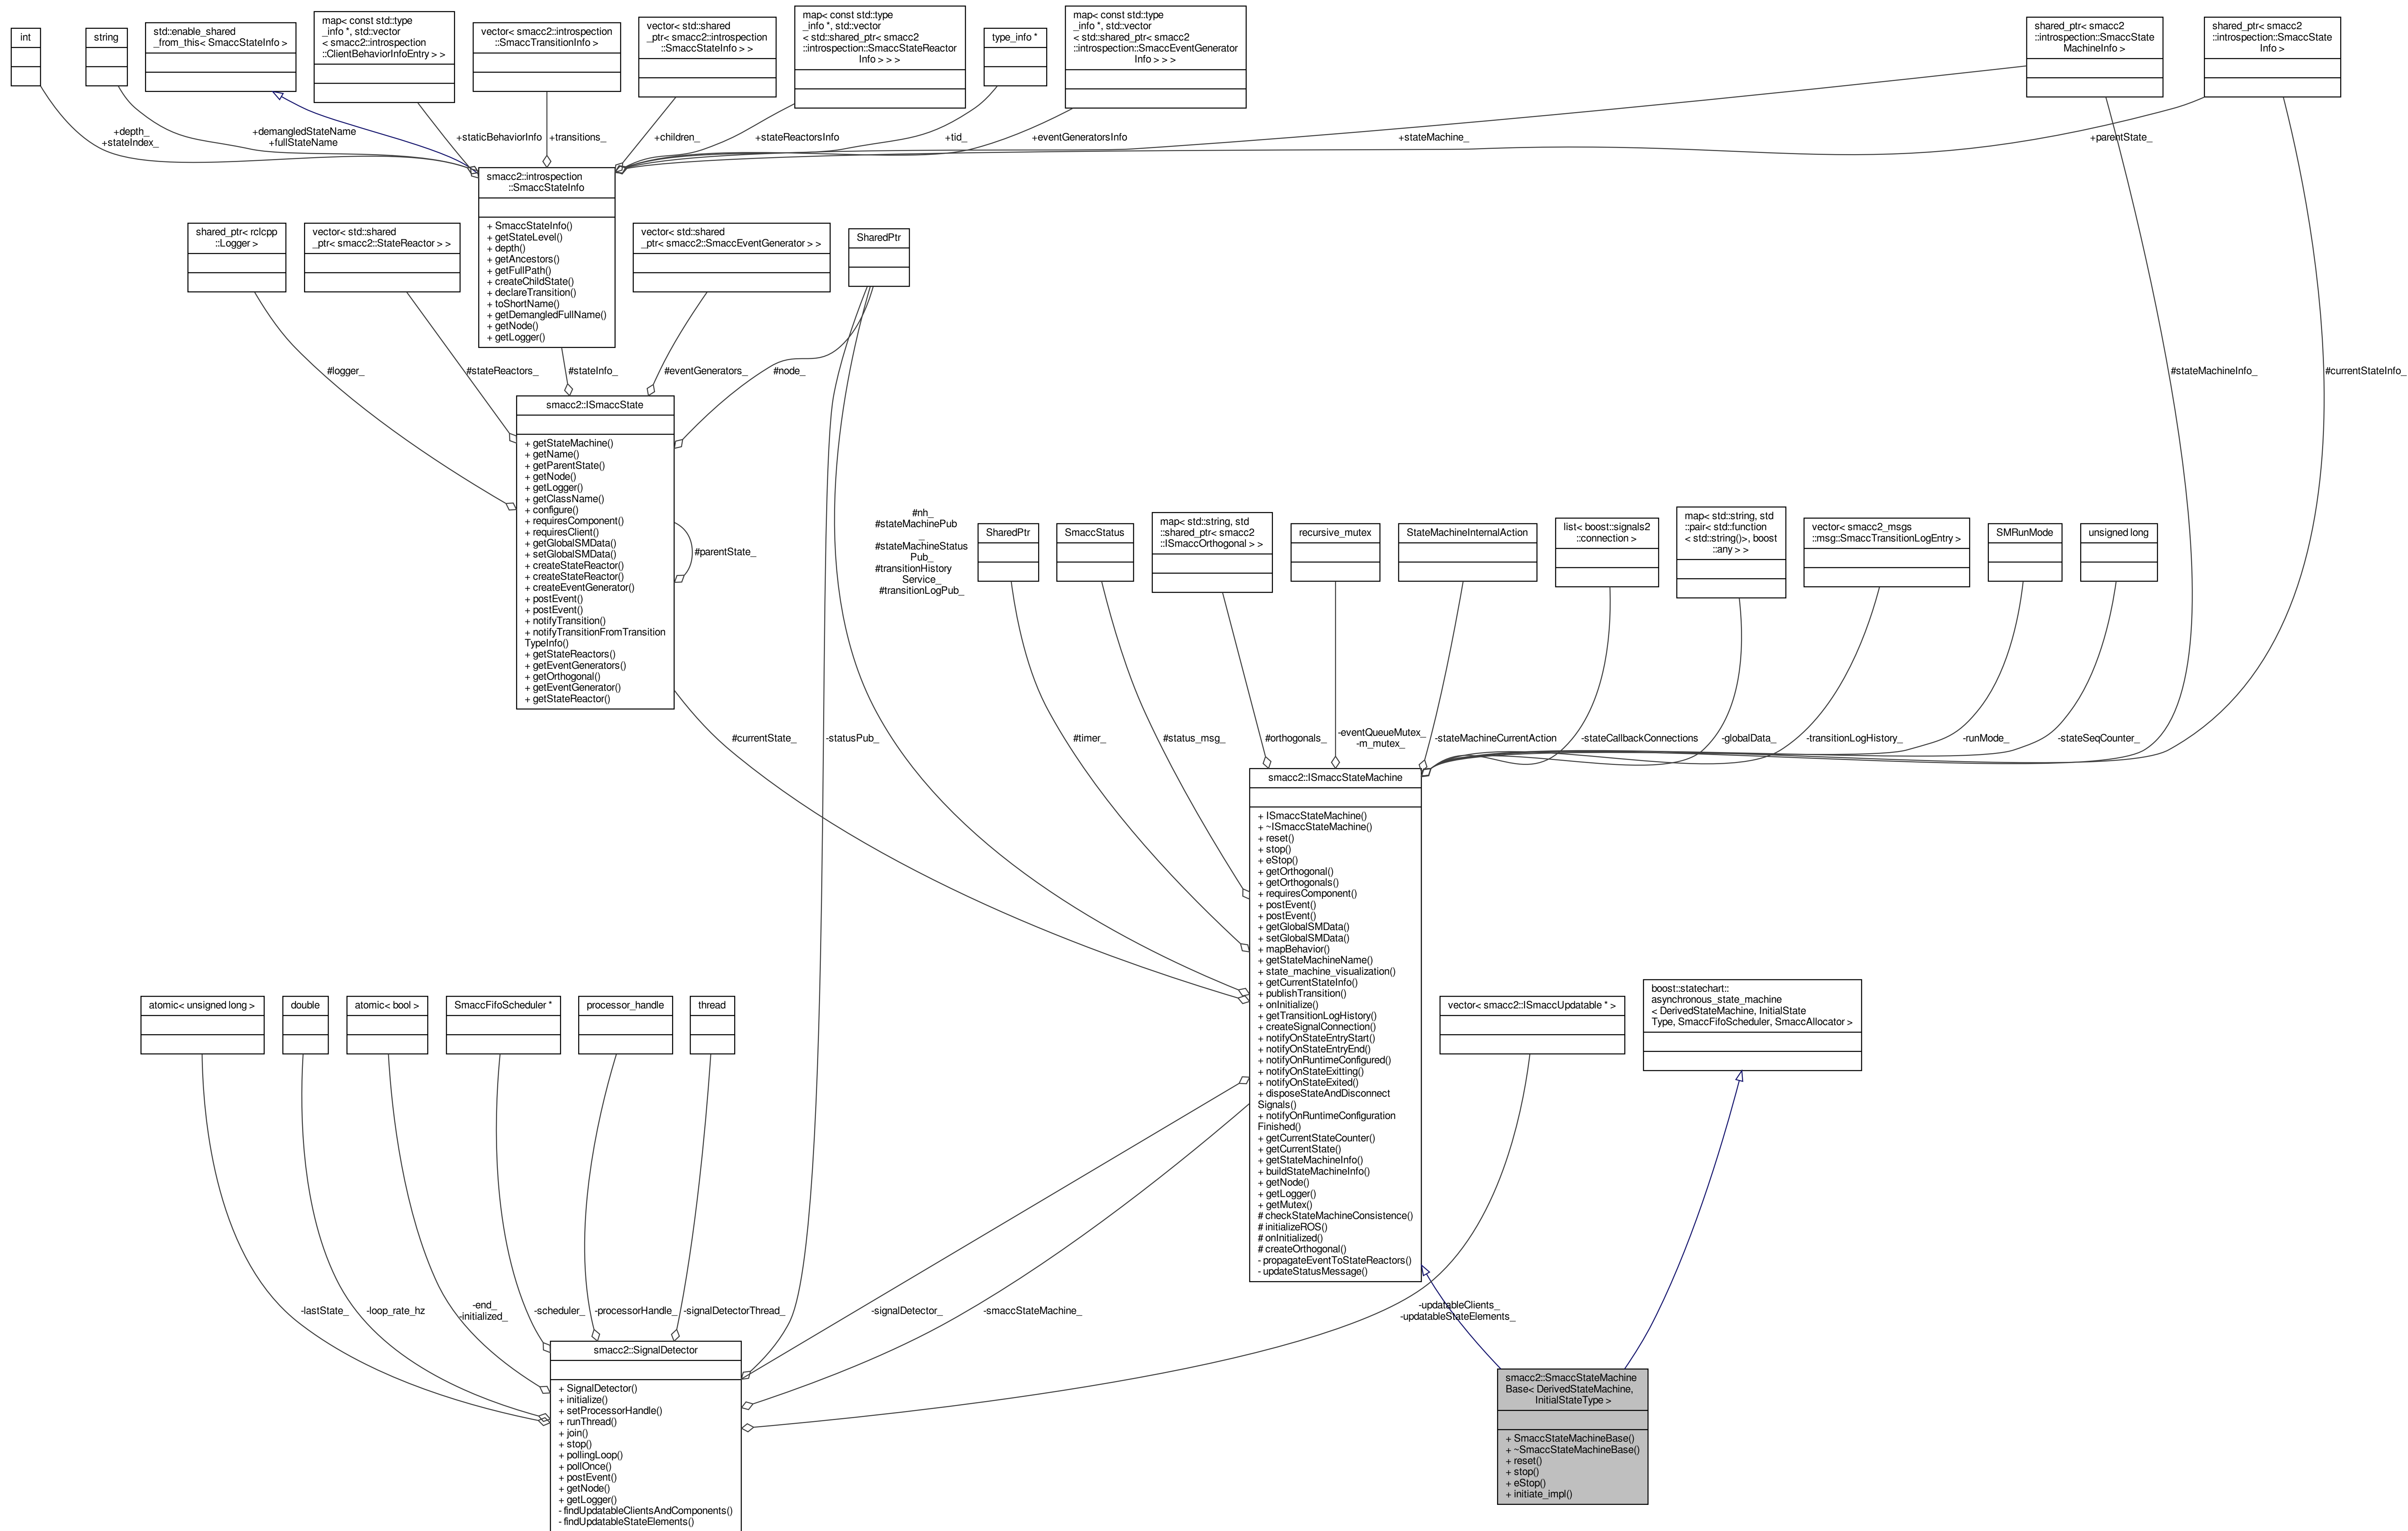 int
string
std::enable_shared
_from_this< SmaccStateInfo >
map< const std::type
_info *, std::vector
< smacc2::introspection
::ClientBehaviorInfoEntry > >
vector< smacc2::introspection
::SmaccTransitionInfo >
vector< std::shared
_ptr< smacc2::introspection
::SmaccStateInfo > >
map< const std::type
_info *, std::vector
< std::shared_ptr< smacc2
::introspection::SmaccStateReactor
Info > > >
type_info *
map< const std::type
_info *, std::vector
< std::shared_ptr< smacc2
::introspection::SmaccEventGenerator
Info > > >
shared_ptr< smacc2
::introspection::SmaccState
MachineInfo >
shared_ptr< smacc2
::introspection::SmaccState
Info >
+depth_
+stateIndex_
+demangledStateName
+fullStateName
+staticBehaviorInfo
+transitions_
+children_
+stateReactorsInfo
+tid_
+eventGeneratorsInfo
+stateMachine_
+parentState_
smacc2::introspection
::SmaccStateInfo
+ SmaccStateInfo()
+ getStateLevel()
+ depth()
+ getAncestors()
+ getFullPath()
+ createChildState()
+ declareTransition()
+ toShortName()
+ getDemangledFullName()
+ getNode()
+ getLogger()
shared_ptr< rclcpp
::Logger >
vector< std::shared
_ptr< smacc2::StateReactor > >
vector< std::shared
_ptr< smacc2::SmaccEventGenerator > >
SharedPtr
#logger_
#stateReactors_
#stateInfo_
#eventGenerators_
#node_
#stateMachineInfo_
#currentStateInfo_
smacc2::ISmaccState
+ getStateMachine()
+ getName()
+ getParentState()
+ getNode()
+ getLogger()
+ getClassName()
+ configure()
+ requiresComponent()
+ requiresClient()
+ getGlobalSMData()
+ setGlobalSMData()
+ createStateReactor()
+ createStateReactor()
+ createEventGenerator()
+ postEvent()
+ postEvent()
+ notifyTransition()
+ notifyTransitionFromTransition
TypeInfo()
+ getStateReactors()
+ getEventGenerators()
+ getOrthogonal()
+ getEventGenerator()
+ getStateReactor()
#parentState_
#nh_
#stateMachinePub
_
#stateMachineStatus
Pub_
#transitionHistory
Service_
#transitionLogPub_
SharedPtr
SmaccStatus
map< std::string, std
::shared_ptr< smacc2
::ISmaccOrthogonal > >
recursive_mutex
StateMachineInternalAction
list< boost::signals2
::connection >
map< std::string, std
::pair< std::function
< std::string()>, boost
::any > >
vector< smacc2_msgs
::msg::SmaccTransitionLogEntry >
SMRunMode
unsigned long
#currentState_
-statusPub_
#timer_
#status_msg_
#orthogonals_
-eventQueueMutex_
-m_mutex_
-stateMachineCurrentAction
-stateCallbackConnections
-globalData_
-transitionLogHistory_
-runMode_
-stateSeqCounter_
smacc2::ISmaccStateMachine
+ ISmaccStateMachine()
+ ~ISmaccStateMachine()
+ reset()
+ stop()
+ eStop()
+ getOrthogonal()
+ getOrthogonals()
+ requiresComponent()
+ postEvent()
+ postEvent()
+ getGlobalSMData()
+ setGlobalSMData()
+ mapBehavior()
+ getStateMachineName()
+ state_machine_visualization()
+ getCurrentStateInfo()
+ publishTransition()
+ onInitialize()
+ getTransitionLogHistory()
+ createSignalConnection()
+ notifyOnStateEntryStart()
+ notifyOnStateEntryEnd()
+ notifyOnRuntimeConfigured()
+ notifyOnStateExitting()
+ notifyOnStateExited()
+ disposeStateAndDisconnect
Signals()
+ notifyOnRuntimeConfiguration
Finished()
+ getCurrentStateCounter()
+ getCurrentState()
+ getStateMachineInfo()
+ buildStateMachineInfo()
+ getNode()
+ getLogger()
+ getMutex()
# checkStateMachineConsistence()
# initializeROS()
# onInitialized()
# createOrthogonal()
- propagateEventToStateReactors()
- updateStatusMessage()
atomic< unsigned long >
double
atomic< bool >
SmaccFifoScheduler *
processor_handle
thread
vector< smacc2::ISmaccUpdatable * >
boost::statechart::
asynchronous_state_machine
< DerivedStateMachine, InitialState
Type, SmaccFifoScheduler, SmaccAllocator >
-lastState_
-loop_rate_hz
-end_
-initialized_
-scheduler_
-processorHandle_
-signalDetectorThread_
-signalDetector_
-smaccStateMachine_
-updatableClients_
-updatableStateElements_
smacc2::SignalDetector
+ SignalDetector()
+ initialize()
+ setProcessorHandle()
+ runThread()
+ join()
+ stop()
+ pollingLoop()
+ pollOnce()
+ postEvent()
+ getNode()
+ getLogger()
- findUpdatableClientsAndComponents()
- findUpdatableStateElements()
smacc2::SmaccStateMachine
Base< DerivedStateMachine,
InitialStateType >
+ SmaccStateMachineBase()
+ ~SmaccStateMachineBase()
+ reset()
+ stop()
+ eStop()
+ initiate_impl()